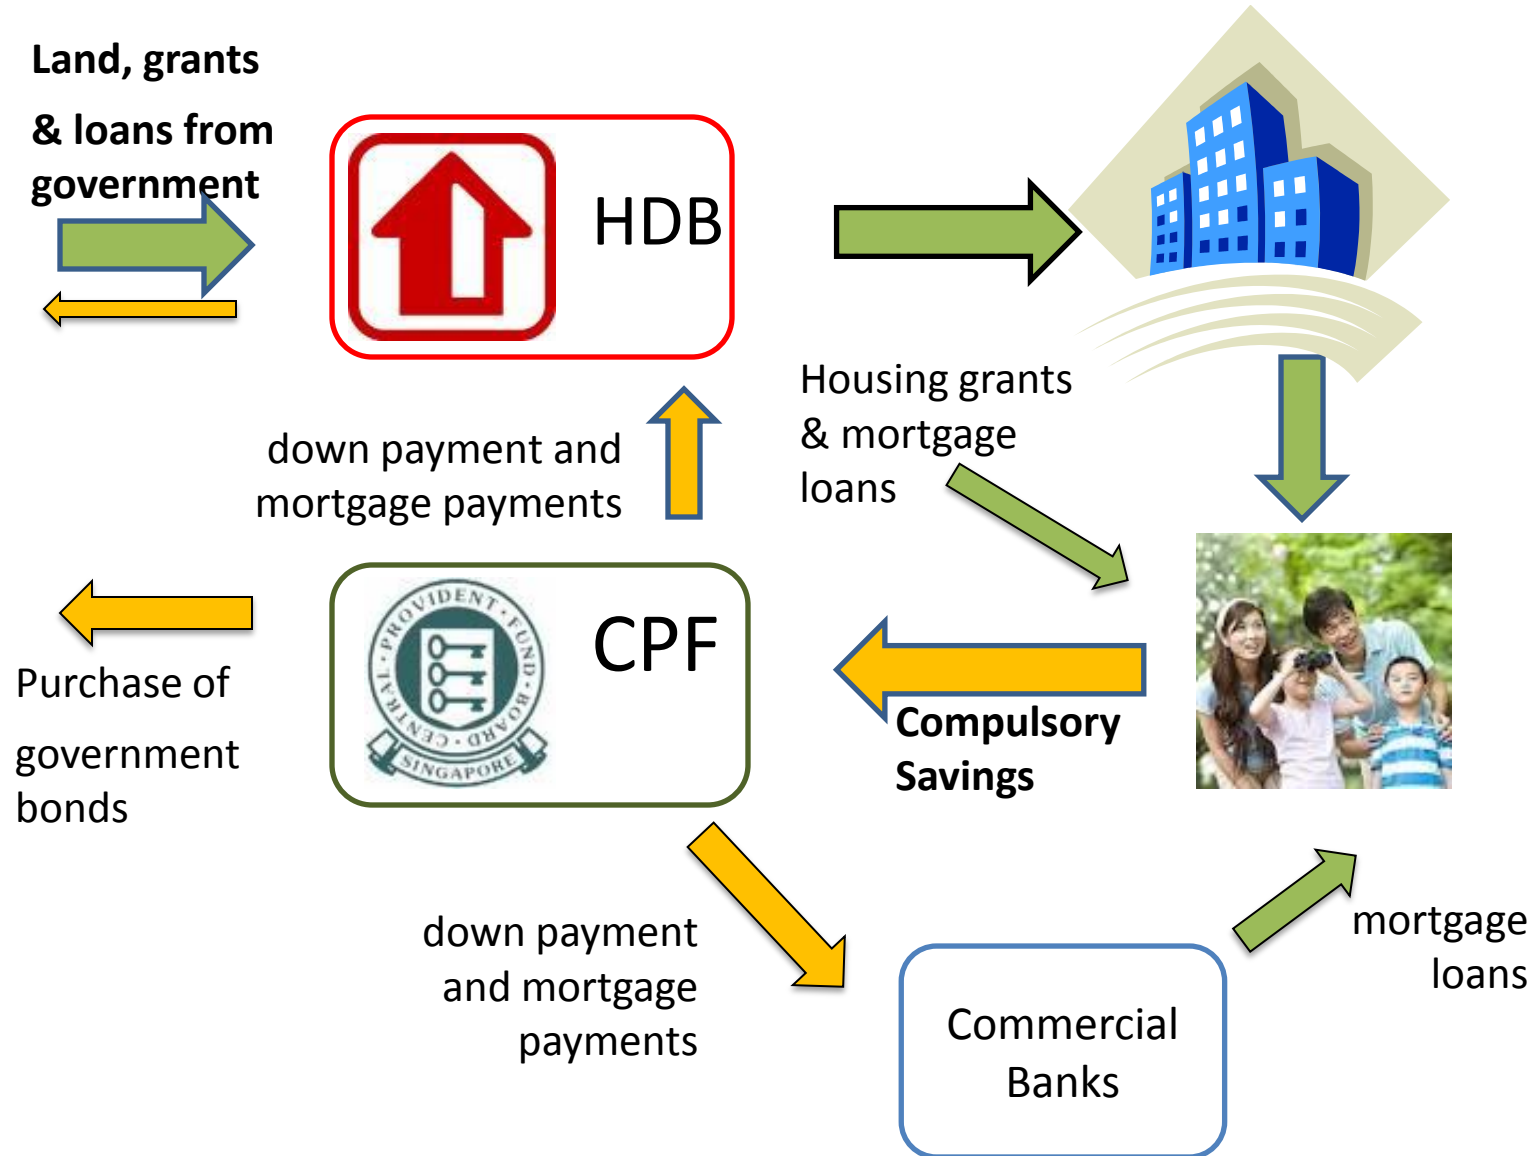 Land, grants
& loans from
government
HDB
Housing grants
& mortgage
loans
down payment and
mortgage payments
CENTRAL · PROVIDENT · FUND · BOARD
SINGAPORE
CPF
Purchase of
government
bonds
Compulsory
Savings
down payment
and mortgage
payments
Commercial
Banks
mortgage
loans